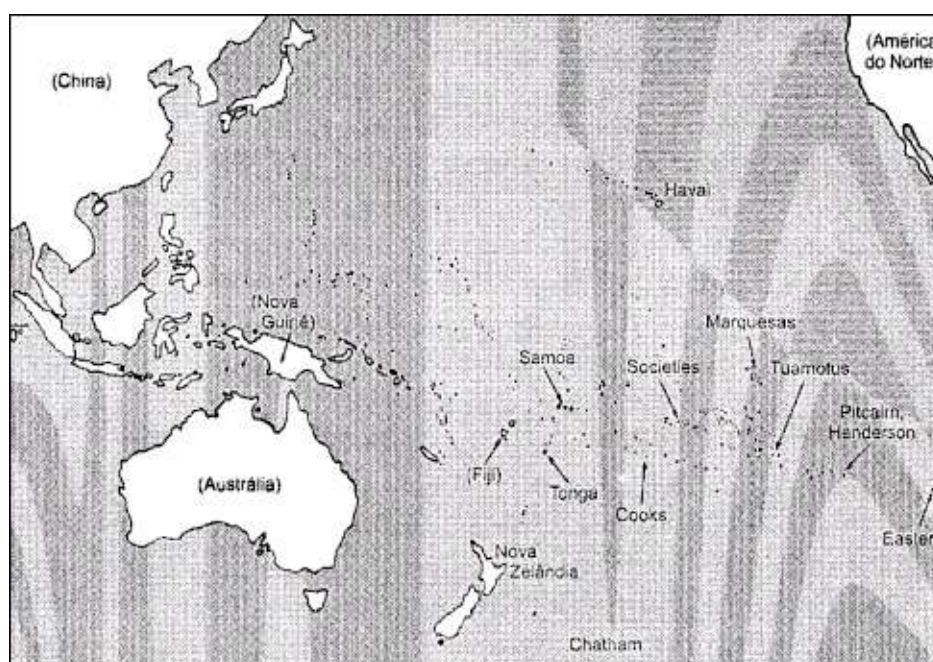 (China)
(América
do Norte
Havaí
(Nova
Guiné)
Marquesas
Samoa
Societies
Tuamotus
Pitcairn,
Henderson
(Austrália)
(Fiji)
Tonga
Cooks
Easter
Nova
Zelândia
Chatham